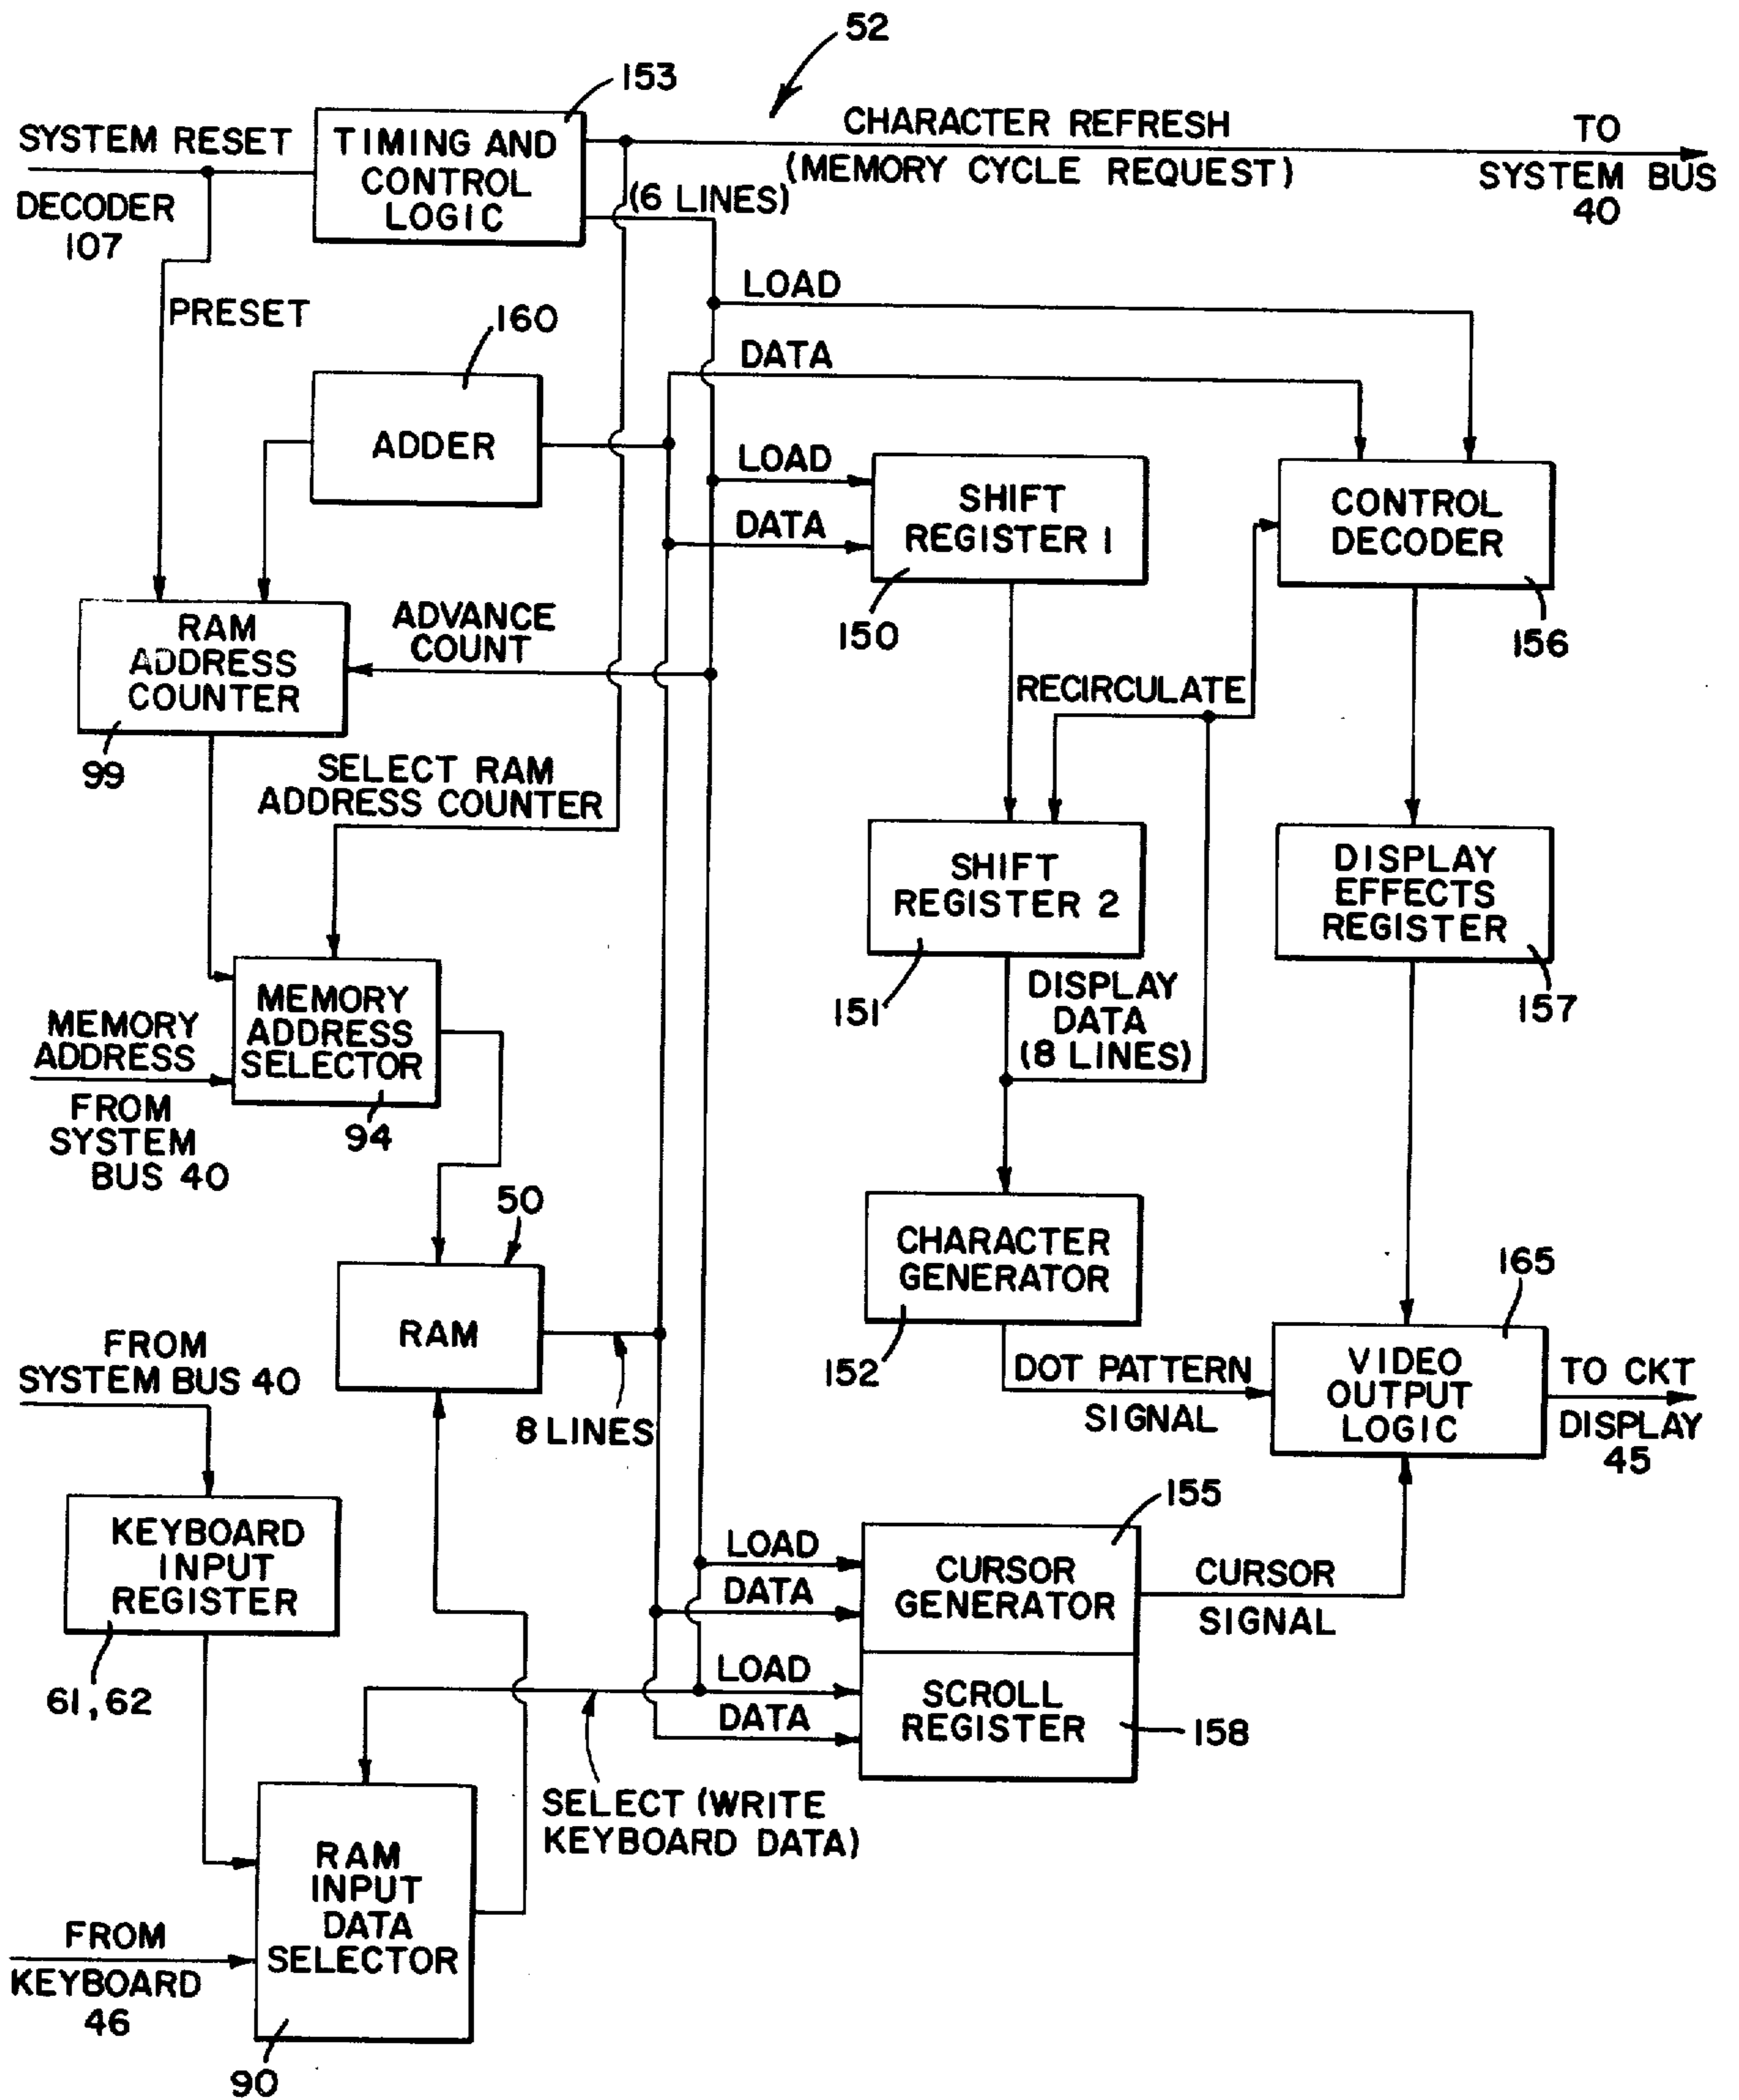 52
153
SYSTEM RESET
DECODER
107
TIMING AND
CONTROL
LOGIC
CHARACTER REFRESH
(MEMORY CYCLE REQUEST)
TO
SYSTEM BUS
40
(6 LINES)
PRESET
LOAD
160
ADDER
DATA
LOAD
DATA
SHIFT
REGISTER 1
150
CONTROL
DECODER
156
RAM
ADDRESS
COUNTER
99
ADVANCE
COUNT
RECIRCULATE
SELECT RAM
ADDRESS COUNTER
SHIFT
REGISTER 2
151
DISPLAY
EFFECTS
REGISTER
157
DISPLAY
DATA
(8 LINES)
MEMORY
ADDRESS
FROM
SYSTEM
BUS 40
MEMORY
ADDRESS
SELECTOR
94
50
RAM
8 LINES
CHARACTER
GENERATOR
152
DOT PATTERN
SIGNAL
165
VIDEO
OUTPUT
LOGIC
TO CKT
DISPLAY
45
FROM
SYSTEM BUS 40
KEYBOARD
INPUT
REGISTER
61,62
155
LOAD
DATA
CURSOR
GENERATOR
CURSOR
SIGNAL
LOAD
DATA
SCROLL
REGISTER
158
SELECT (WRITE
KEYBOARD DATA)
RAM
INPUT
DATA
SELECTOR
FROM
KEYBOARD
46
90